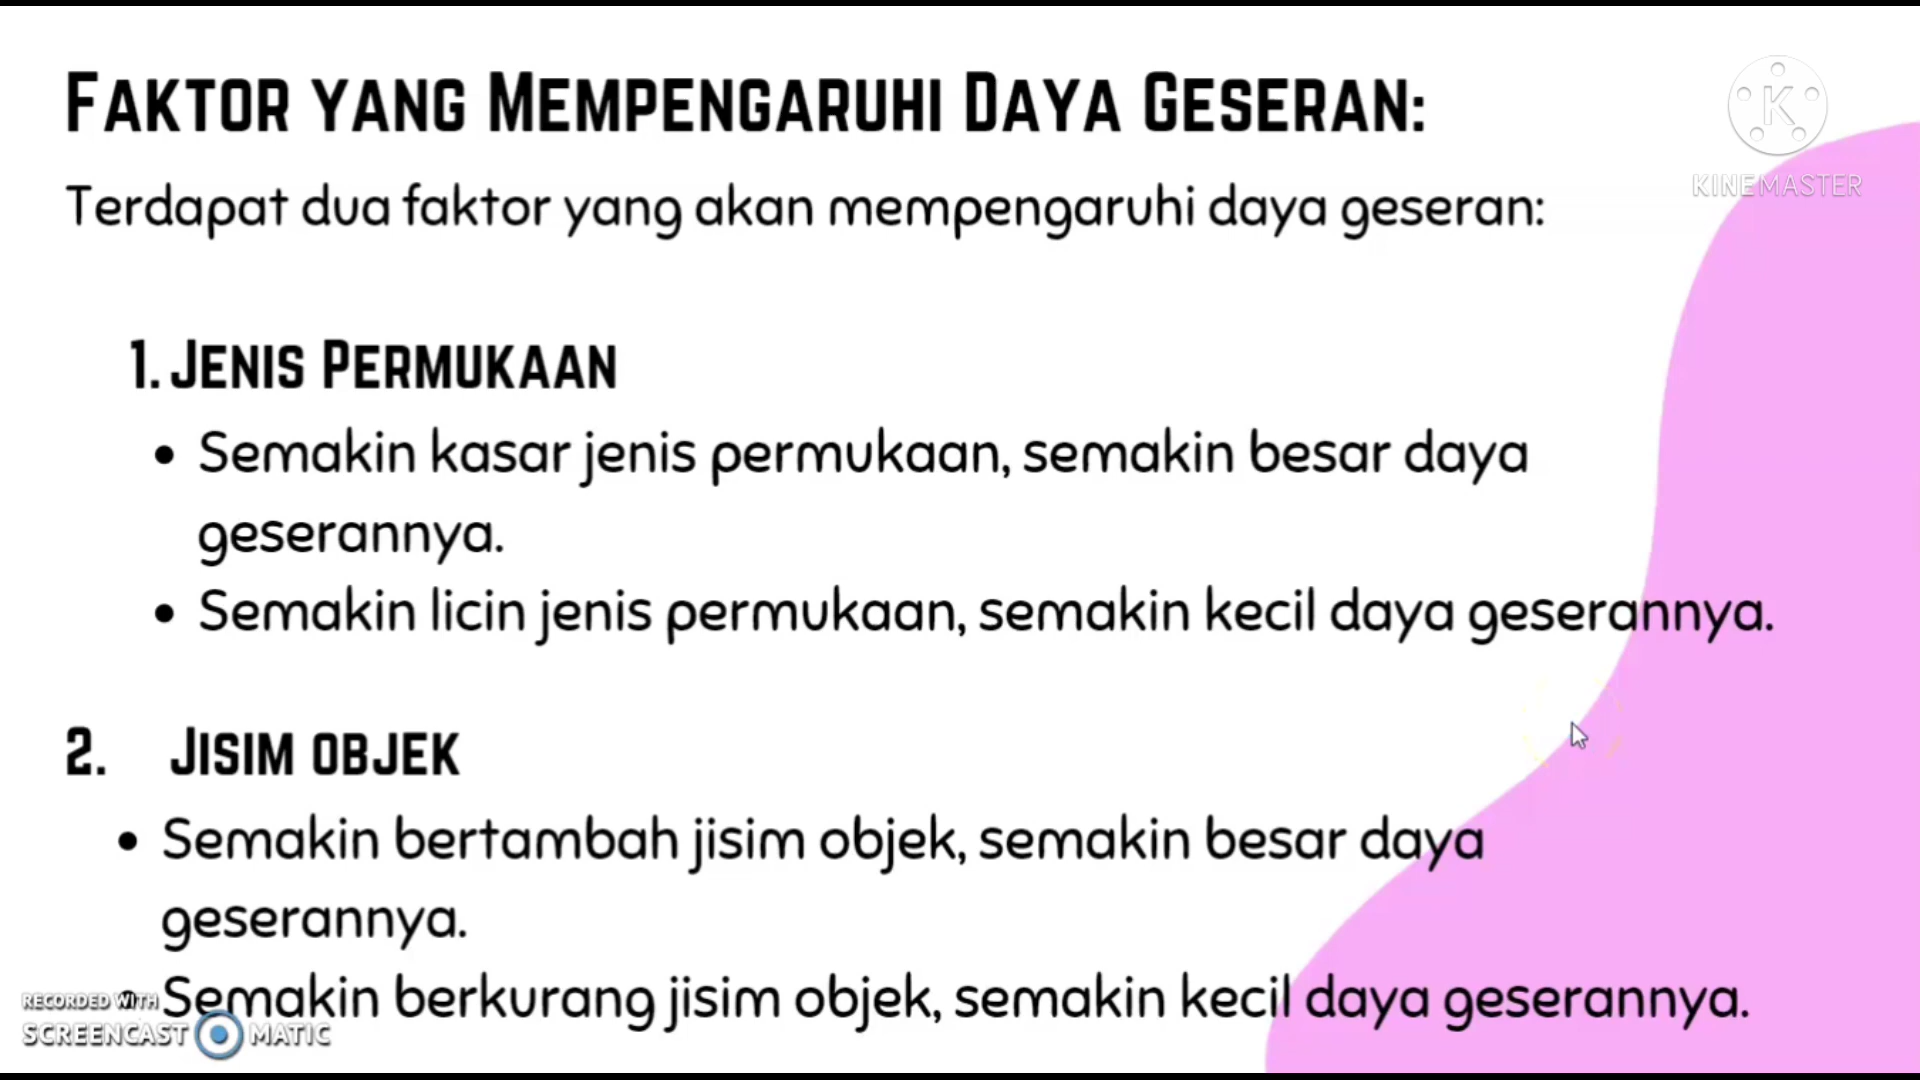 FAKTOR YANG MEMPENGARUHI DAYA GESERAN:
Terdapat dua faktor yang akan mempengaruhi daya geseran:
1. JENIS PERMUKAAN
• Semakin kasar jenis permukaan, semakin besar daya
geserannya.
• Semakin licin jenis permukaan, semakin kecil daya geserannya.
2. JISIM OBJEK
• Semakin bertambah jisim objek, semakin besar daya
geserannya.
• Semakin berkurang jisim objek, semakin kecil daya geserannya.
K
KINEMASTER
RECORDED WITH
SCREENCAST MATIC